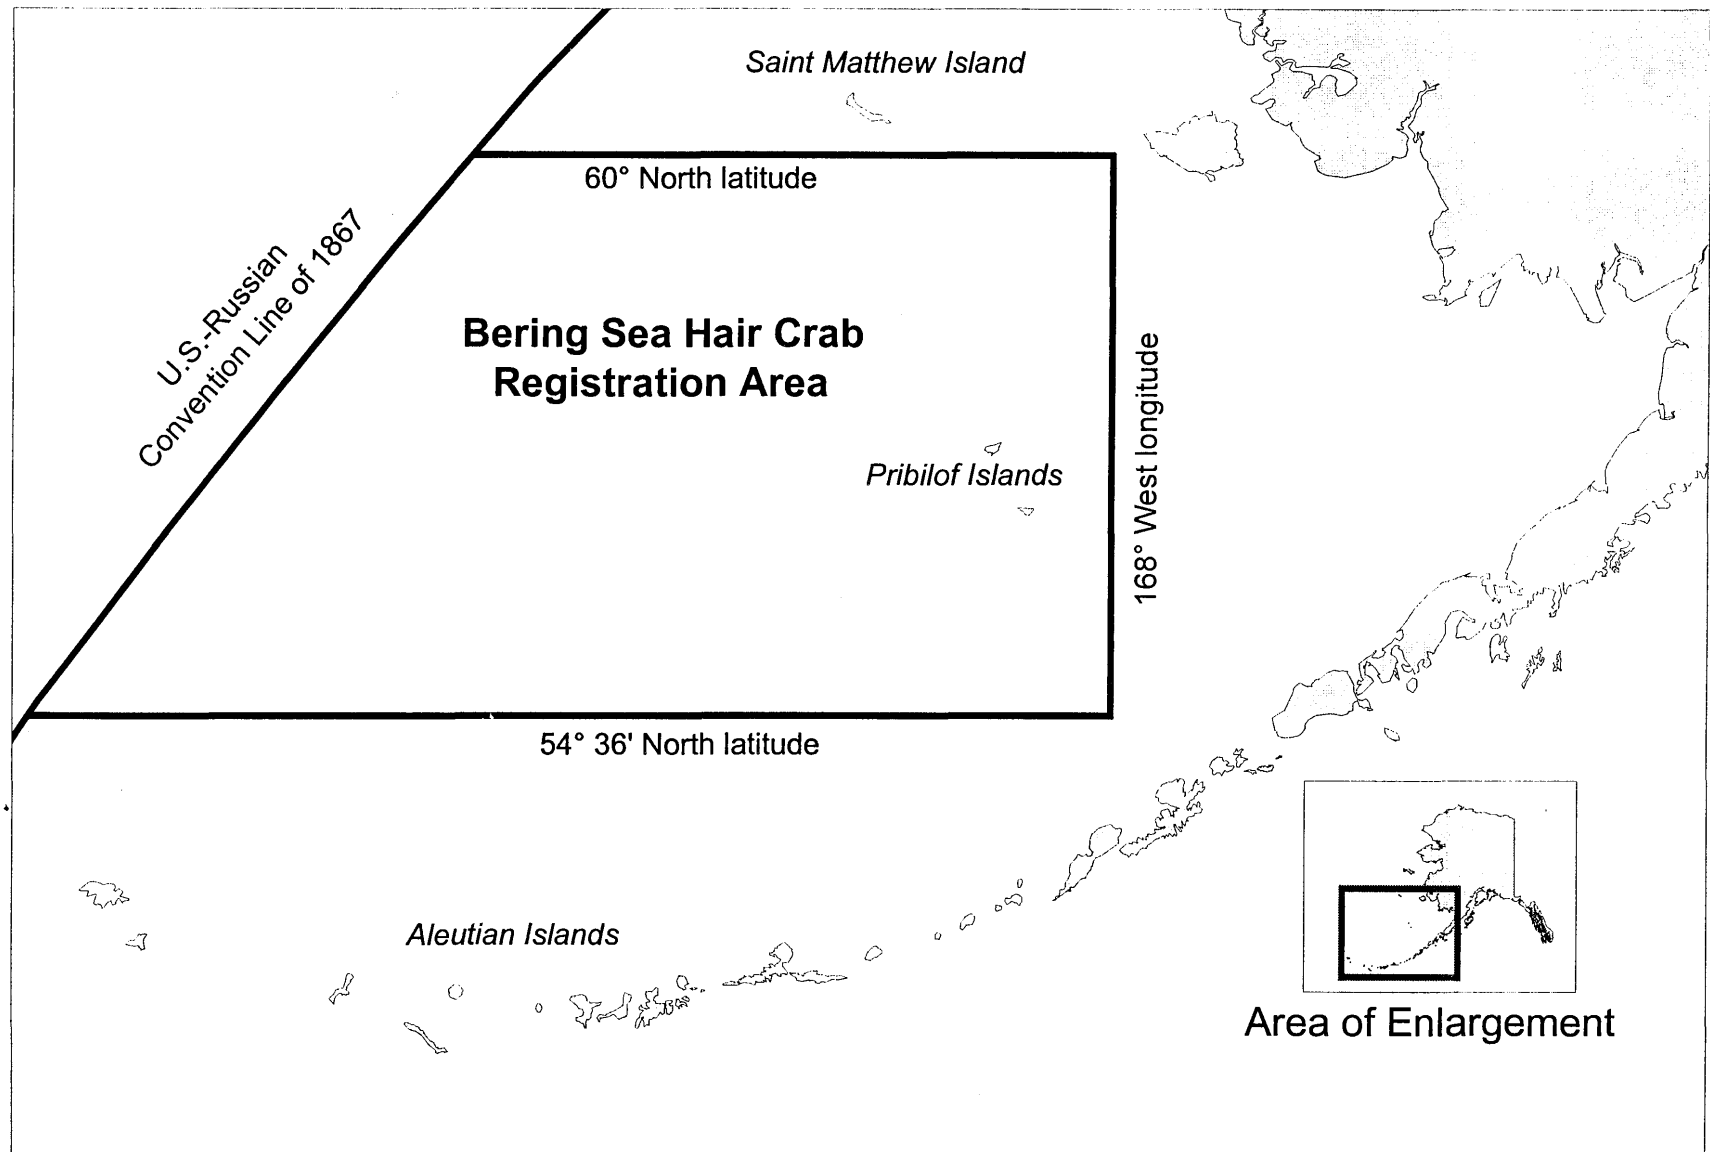 Saint Matthew Island
60° North latitude
U.S.-Russian
Convention Line of 1867
Bering Sea Hair Crab
Registration Area
168° West longitude
Pribilof Islands
54° 36' North latitude
Aleutian Islands
Area of Enlargement